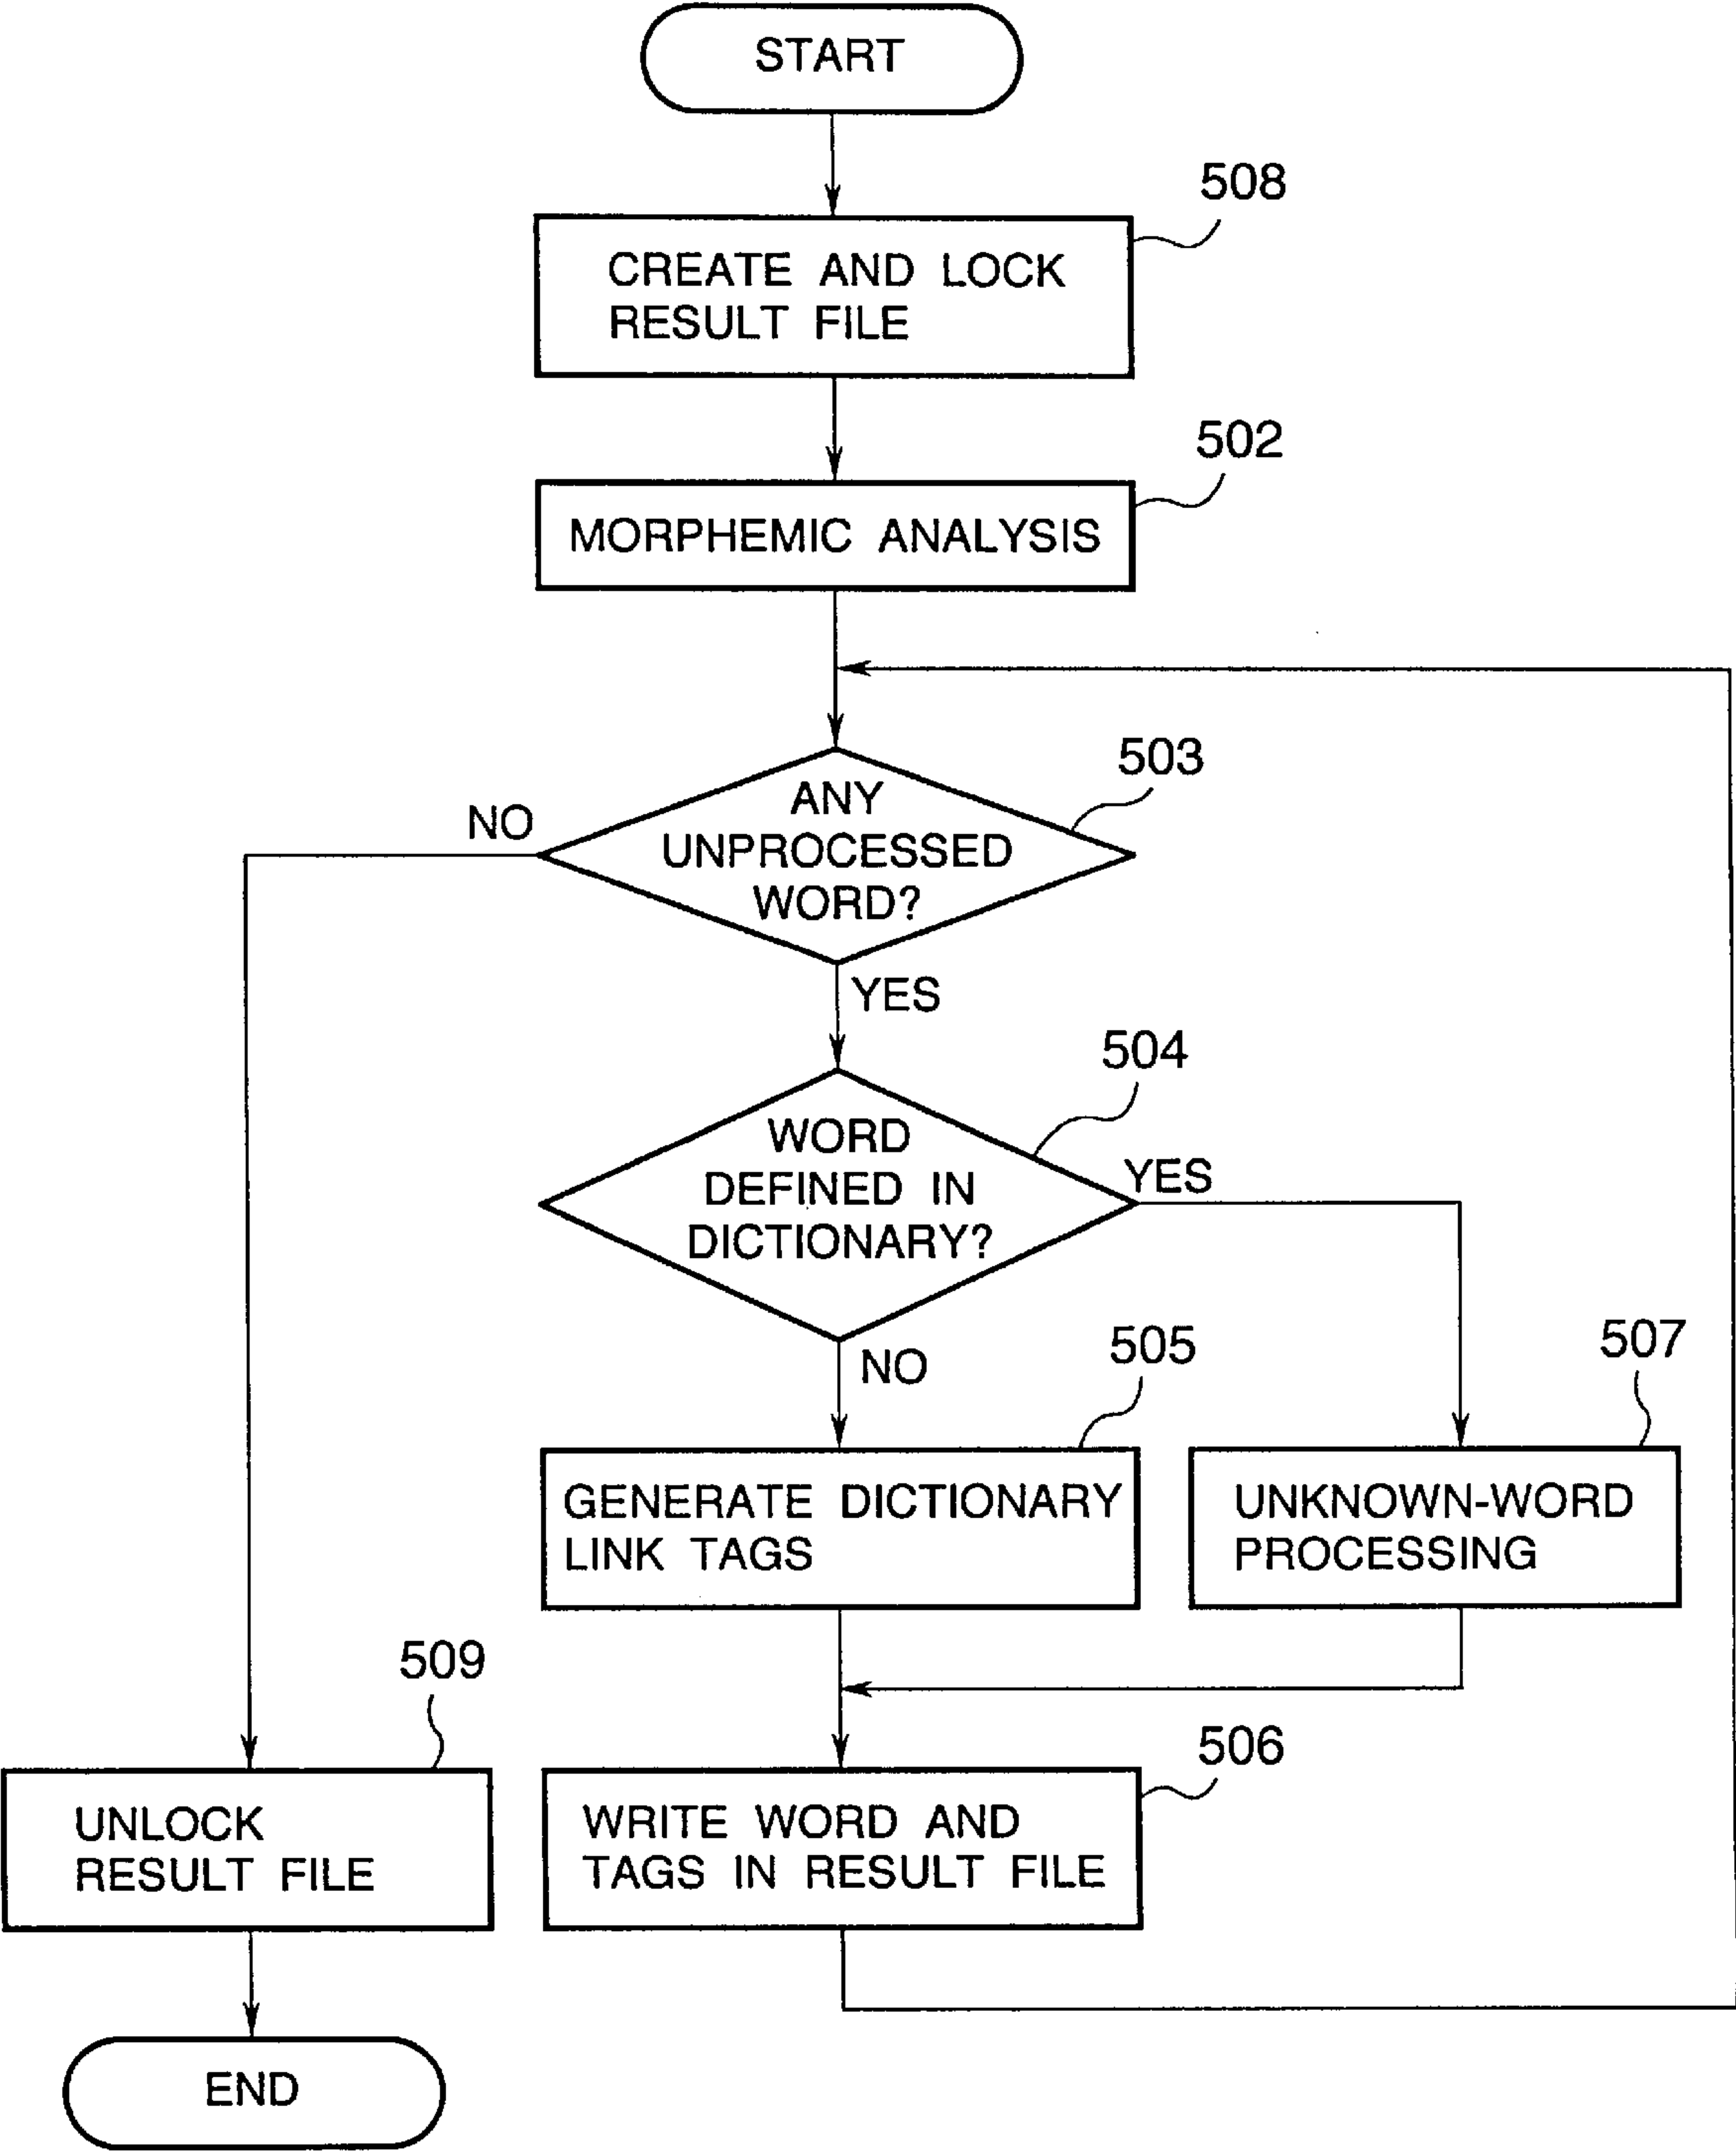 START
508
CREATE AND LOCK
RESULT FILE
502
MORPHEMIC ANALYSIS
503
NO
ANY
UNPROCESSED
WORD?
YES
504
WORD
DEFINED IN
DICTIONARY?
YES
NO
505
507
GENERATE DICTIONARY
LINK TAGS
UNKNOWN-WORD
PROCESSING
509
506
UNLOCK
RESULT FILE
WRITE WORD AND
TAGS IN RESULT FILE
END